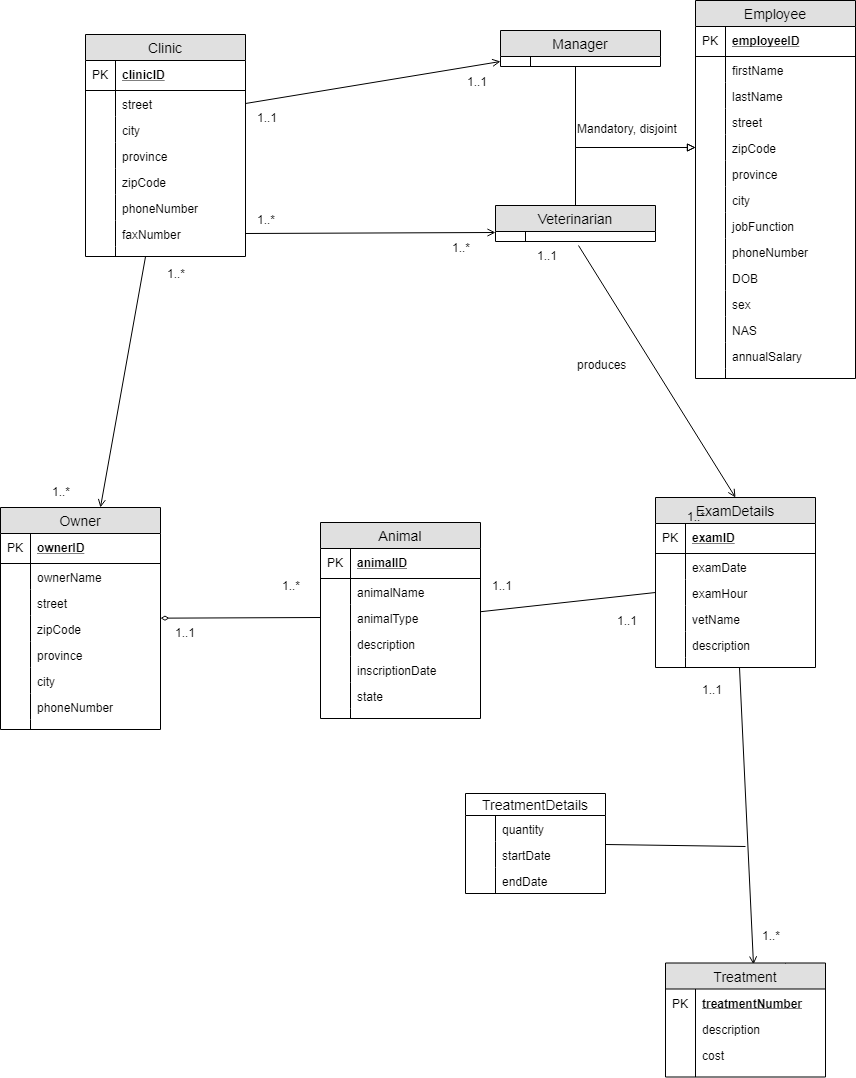 Employee
PK employeeID
firstName
lastName
street
zipCode
province
city
jobFunction
phoneNumber
DOB
sex
NAS
annualSalary
Clinic
PK clinicID
street
city
province
zipCode
phoneNumber
faxNumber
Manager
1..1
1..1
Mandatory, disjoint
Veterinarian
1..*
1..*
1..1
1..*
produces
1..*
Owner
PK ownerID
ownerName
street
zipCode
province
city
phoneNumber
1..*
1..1
Animal
PK animalID
animalName
animalType
description
inscriptionDate
state
1..1
1..1
1..
ExamDetails
PK examID
examDate
examHour
vetName
description
1..1
TreatmentDetails
quantity
startDate
endDate
1..*
Treatment
PK treatmentNumber
description
cost